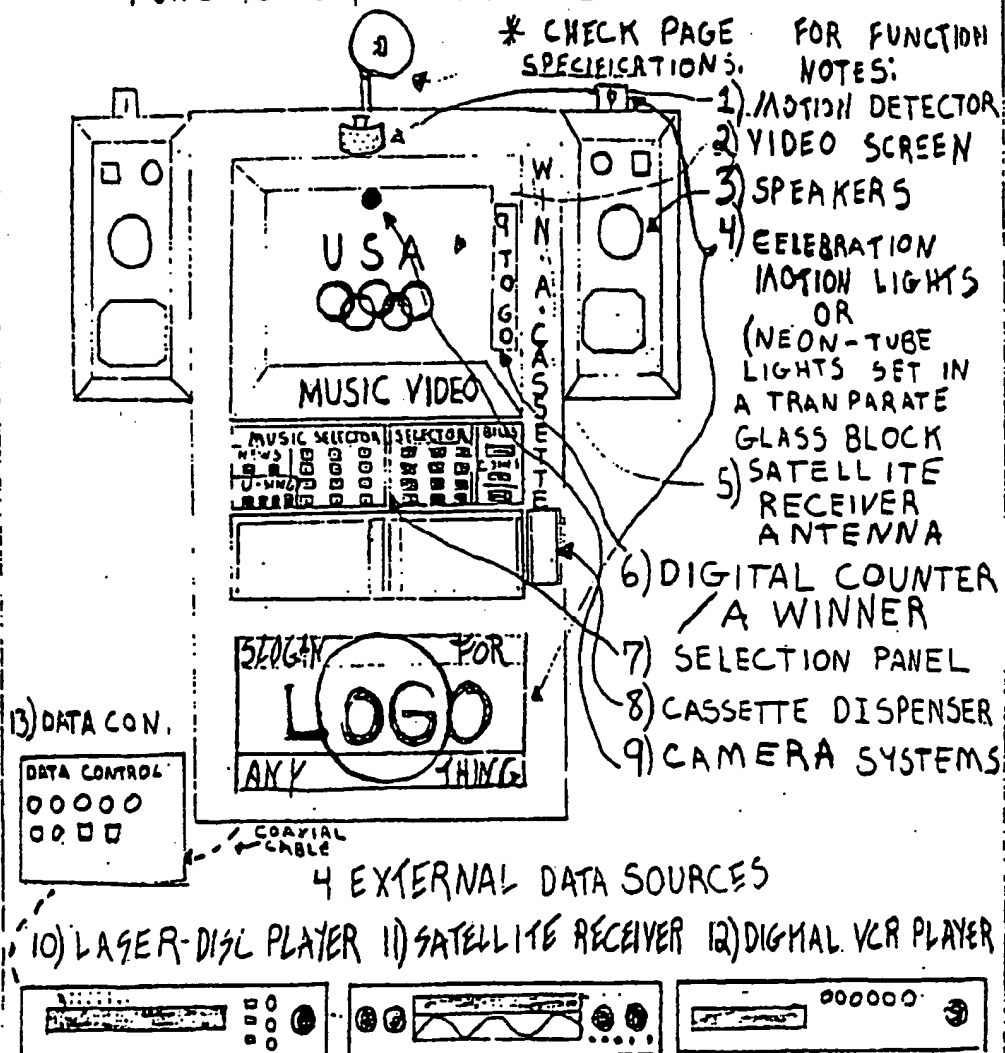 * CHECK PAGE FOR FUNCTION
SPECIFICATIONS. NOTES:
1) MOTION DETECTOR
2) VIDEO SCREEN
3) SPEAKERS
4) CELEBRATION
MOTION LIGHTS
OR
(NEON-TUBE
LIGHTS SET IN
A TRANPARATE
GLASS BLOCK
5) SATELLITE
RECEIVER
ANTENNA
6) DIGITAL COUNTER
/ A WINNER
7) SELECTION PANEL
8) CASSETTE DISPENSER
9) CAMERA SYSTEMS
USA
9 TO GO
WIN·A·CASSETTE
MUSIC VIDEO
MUSIC SELECTOR SELECTOR BILLS
NEWS
SLOGIN FOR
LOGO
ANY THING
13) DATA CON.
DATA CONTROL
COAXIAL
CABLE
4 EXTERNAL DATA SOURCES
10) LASER-DISC PLAYER 11) SATELLITE RECEIVER 12) DIGITAL VCR PLAYER